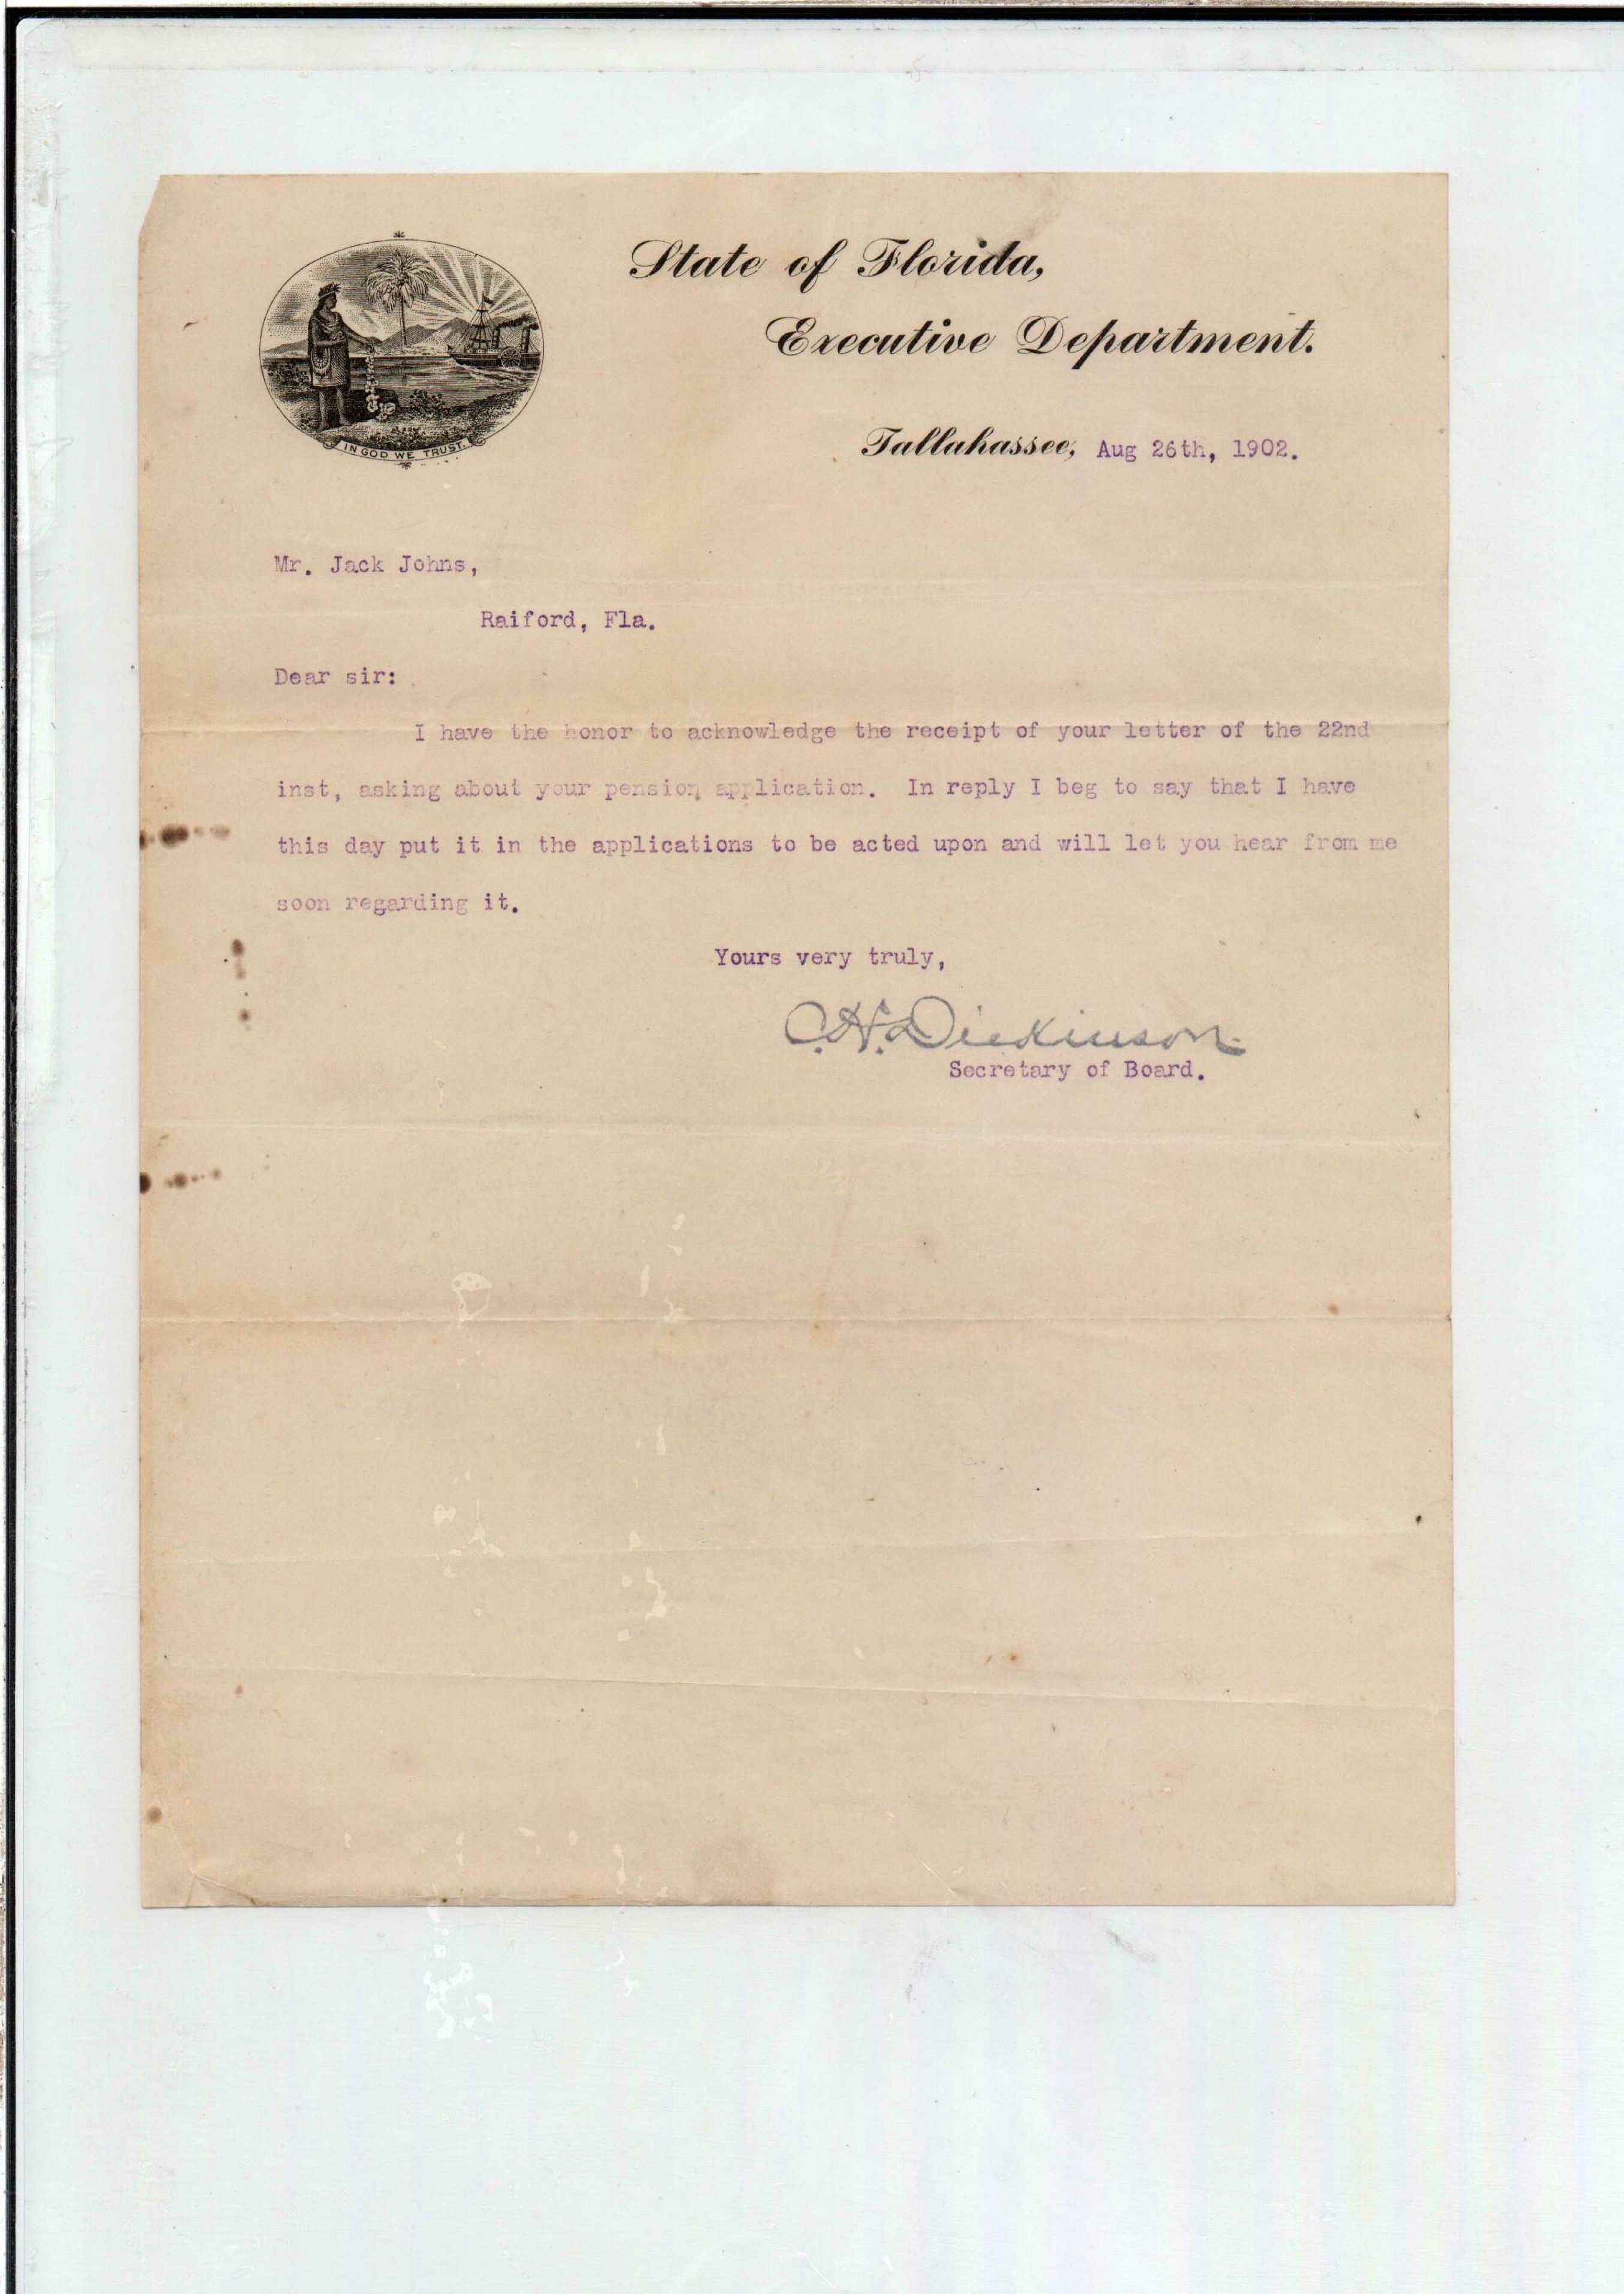 State of Florida,
Executive Department.
IN GOD WE TRUST.
Tallahassee, Aug 26th, 1902.
Mr. Jack Johns,
Raiford, Fla.
Dear sir:
I have the honor to acknowledge the receipt of your letter of the 22nd
inst, asking about your pension application. In reply I beg to say that I have
this day put it in the applications to be acted upon and will let you hear from me
soon regarding it.
Yours very truly,
C.H. Dickinson
Secretary of Board.